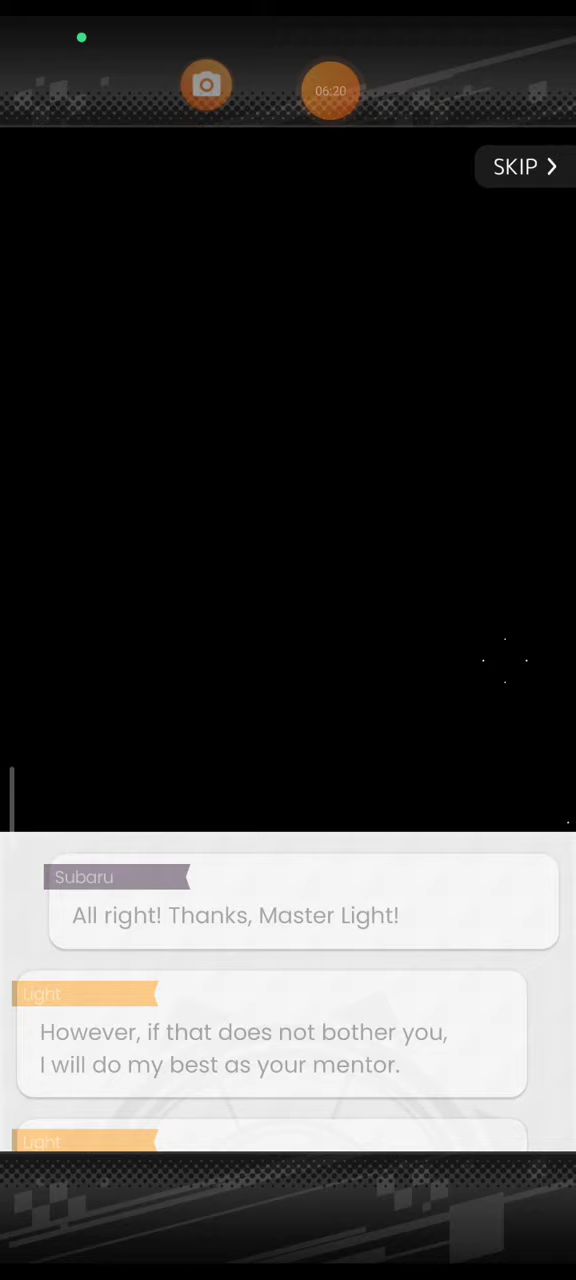 06:20
SKIP
Subaru
All right! Thanks, Master Light!
Light
However, if that does not bother you,
I will do my best as your mentor.
Light